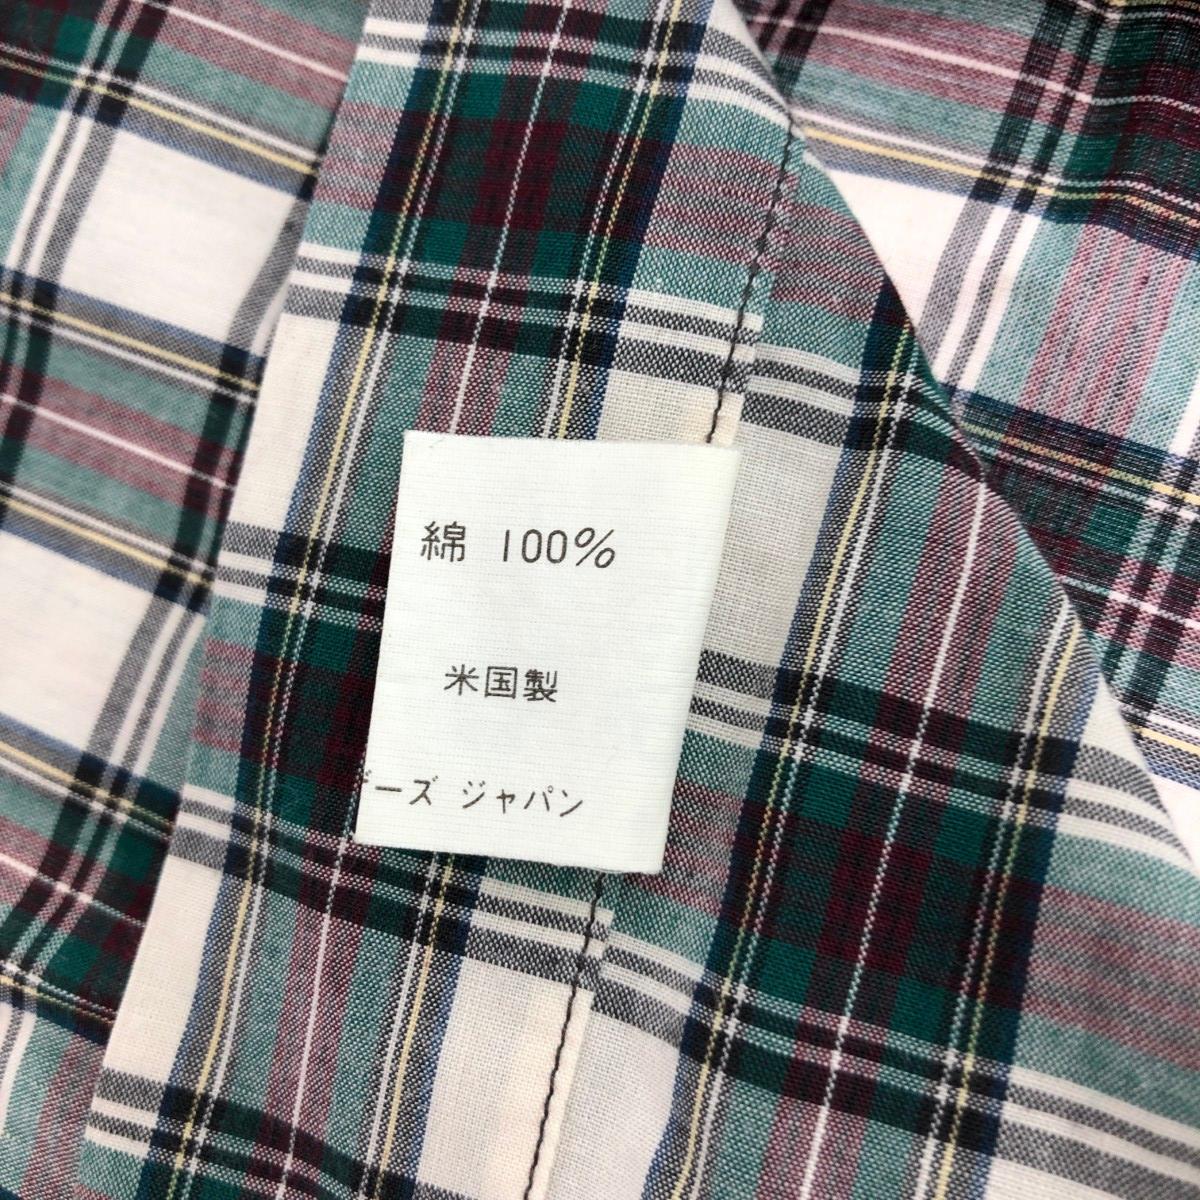 綿 100%
米国製
ーズ ジャパン